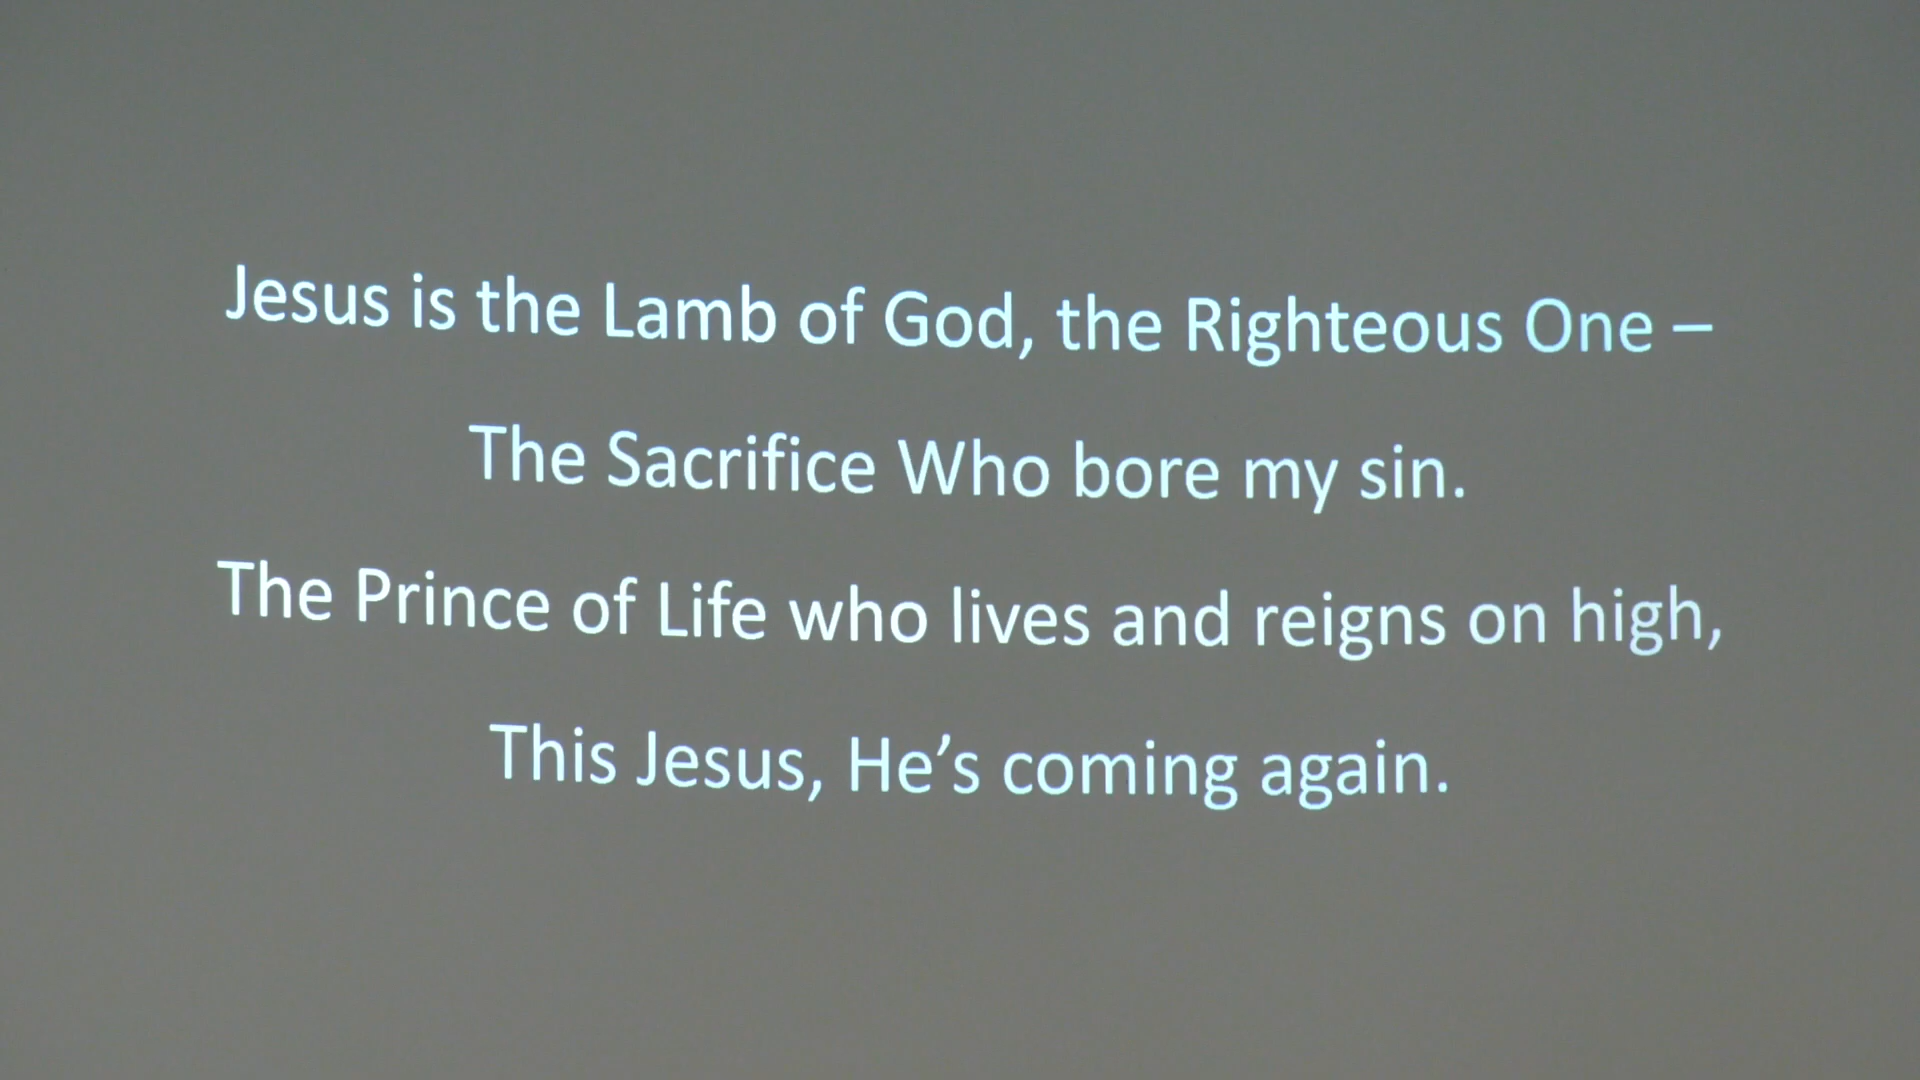 Jesus is the Lamb of God, the Righteous One –
The Sacrifice Who bore my sin.
The Prince of Life who lives and reigns on high,
This Jesus, He’s coming again.